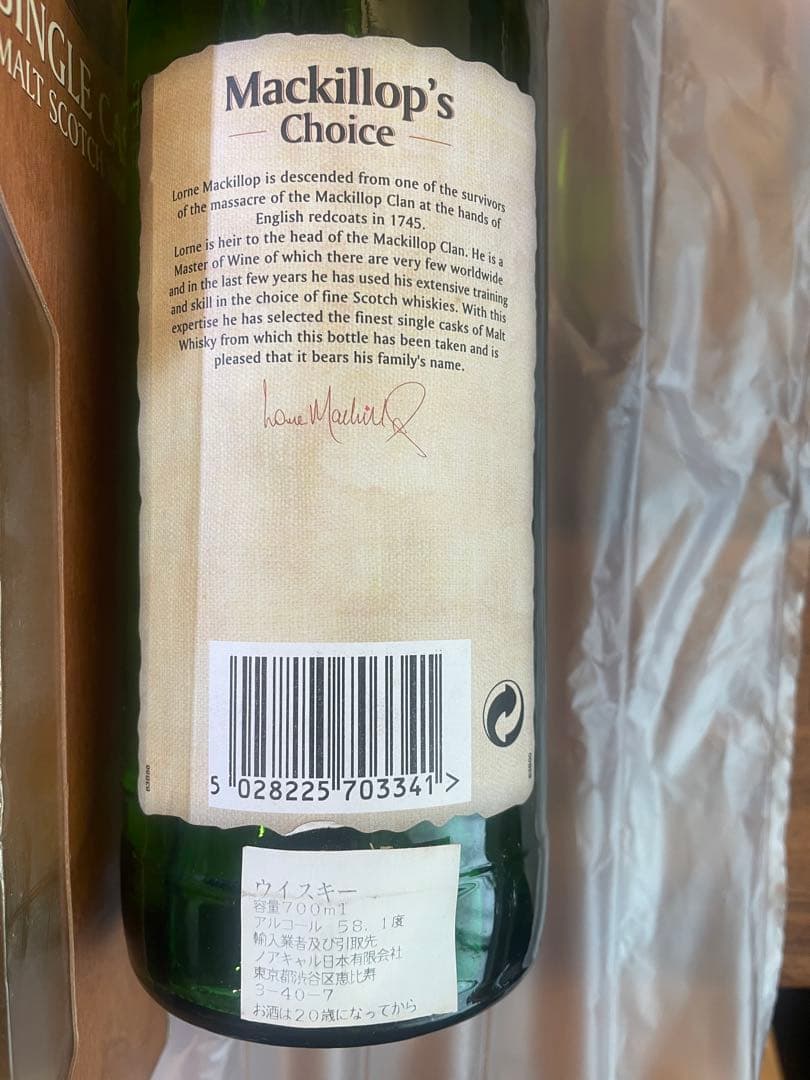 SINGLE
MALT SCOTCH
Mackillop's
Choice
Lorne Mackillop is descended from one of the survivors
of the massacre of the Mackillop Clan at the hands of
English redcoats in 1745.
Lorne is heir to the head of the Mackillop Clan. He is a
Master of Wine of which there are very few worldwide
and in the last few years he has used his extensive training
and skill in the choice of fine Scotch whiskies. With this
expertise he has selected the finest single casks of Malt
Whisky from which this bottle has been taken and is
pleased that it bears his family's name.
Lorne Mackillop
5 028225 703341 >
ウイスキー
容量700ml
アルコール 58.1度
輸入業者及び引取先
ノアキャル日本有限会社
東京都渋谷区恵比寿
3-40-7
お酒は20歳になってから